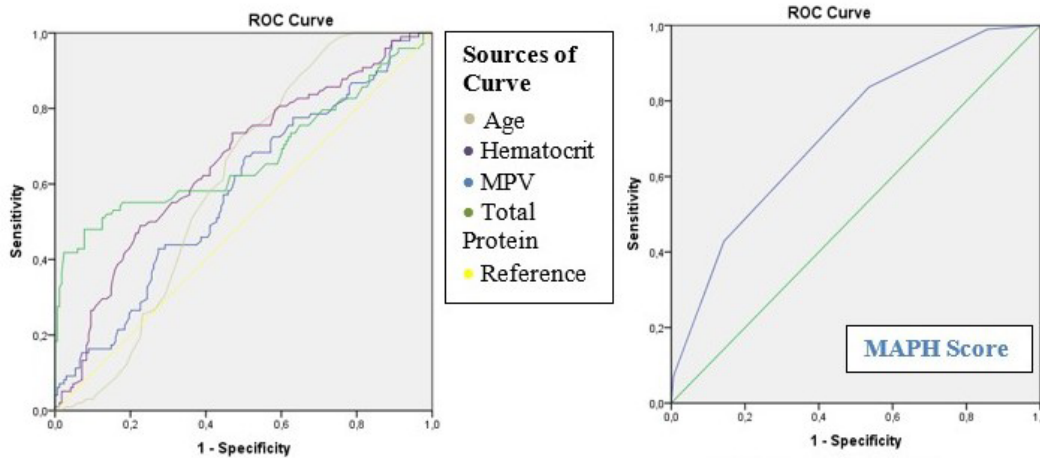 ROC Curve
1,0
0,8
0,6
0,4
0,2
0,0
Sensitivity
0,0 0,2 0,4 0,6 0,8 1,0
1 - Specificity
Sources of
Curve
Age
Hematocrit
MPV
Total
Protein
Reference
ROC Curve
1,0
0,8
0,6
0,4
0,2
0,0
Sensitivity
MAPH Score
0,0 0,2 0,4 0,6 0,8 1,0
1 - Specificity